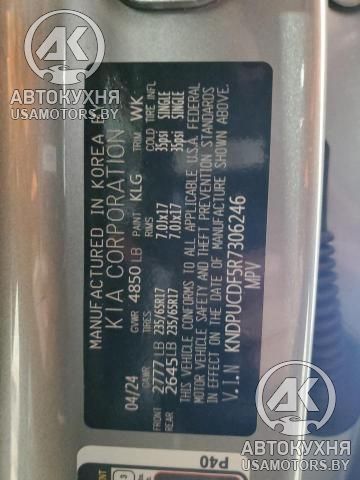 АВТОКУХНЯ
USAMOTORS.BY
MANUFACTURED IN KOREA BY
KIA CORPORATION
04/24 GVWR 4850 LB PAINT KLG TRIM WK
GAWR TIRES RIMS COLD TIRE INFL
FRONT 2777 LB 235/65R17 7.0JX17 35psi SINGLE
REAR 2645 LB 235/65R17 7.0JX17 35psi SINGLE
THIS VEHICLE CONFORMS TO ALL APPLICABLE U.S.A. FEDERAL
MOTOR VEHICLE SAFETY AND THEFT PREVENTION STANDARDS
IN EFFECT ON THE DATE OF MANUFACTURE SHOWN ABOVE.
V.I.N KNDPUCDF5R7306246
MPV
P40
АВТОКУХНЯ
USAMOTORS.BY